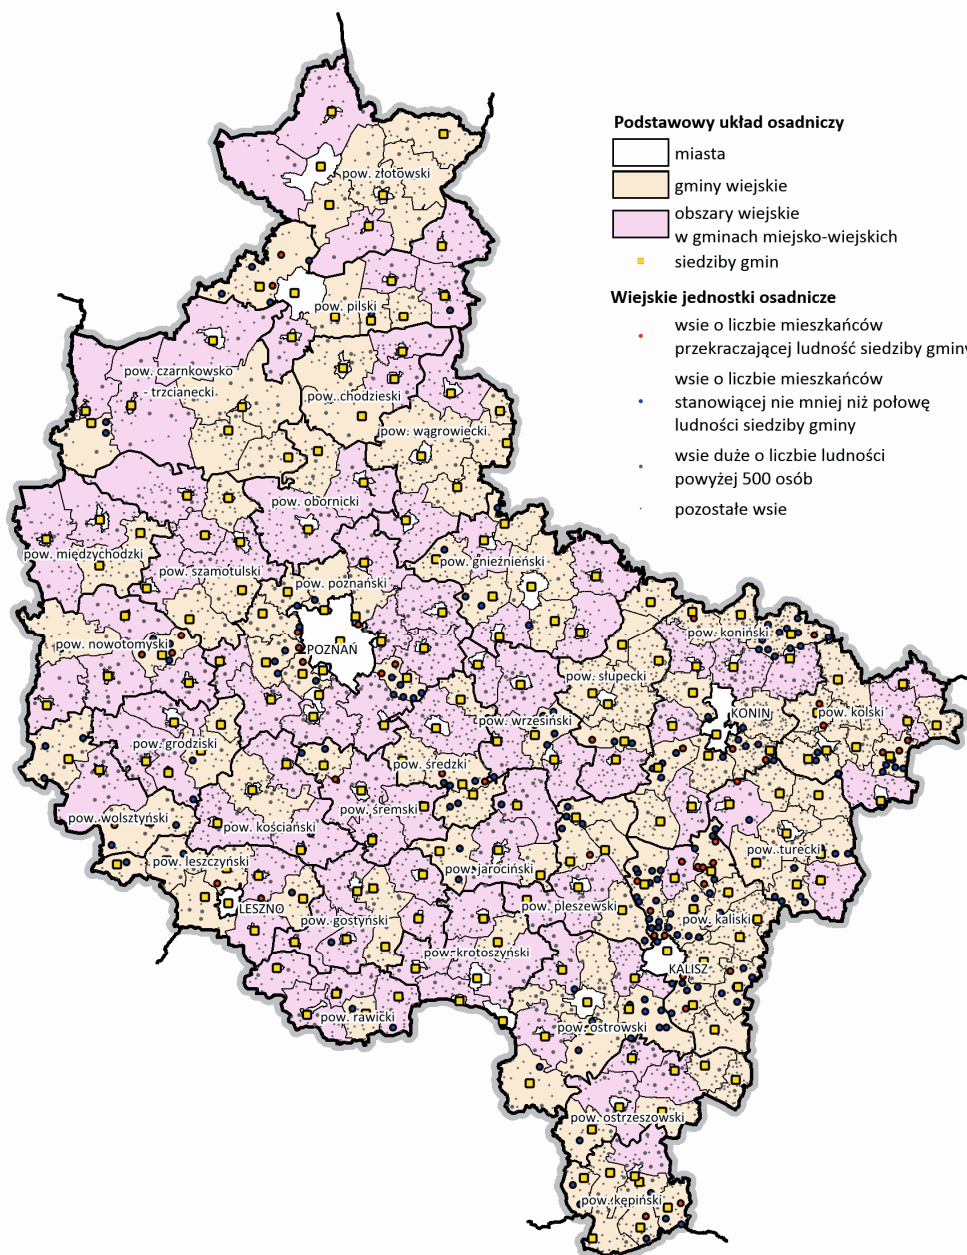 Podstawowy układ osadniczy
miasta
gminy wiejskie
obszary wiejskie
w gminach miejsko-wiejskich
siedziby gmin
Wiejskie jednostki osadnicze
wsie o liczbie mieszkańców
przekraczającej ludność siedziby gminy
wsie o liczbie mieszkańców
stanowiącej nie mniej niż połowę
ludności siedziby gminy
wsie duże o liczbie ludności
powyżej 500 osób
pozostałe wsie
pow. złotowski
pow. pilski
pow. czarnkowsko
- trzcianecki
pow. chodzieski
pow. wągrowiecki
pow. obornicki
pow. międzychodzki
pow. szamotulski
pow. gnieźnieński
pow. poznański
pow. nowotomyski
POZNAŃ
pow. koniński
pow. słupecki
KONIN
pow. kolski
pow. wrzesiński
pow. grodziski
pow. średzki
pow. wolsztyński
pow. kościański
pow. śremski
pow. leszczyński
pow. jarociński
pow. turecki
LESZNO
pow. gostyński
pow. pleszewski
pow. kaliski
pow. krotoszyński
KALISZ
pow. rawicki
pow. ostrowski
pow. ostrzeszowski
pow. kępiński